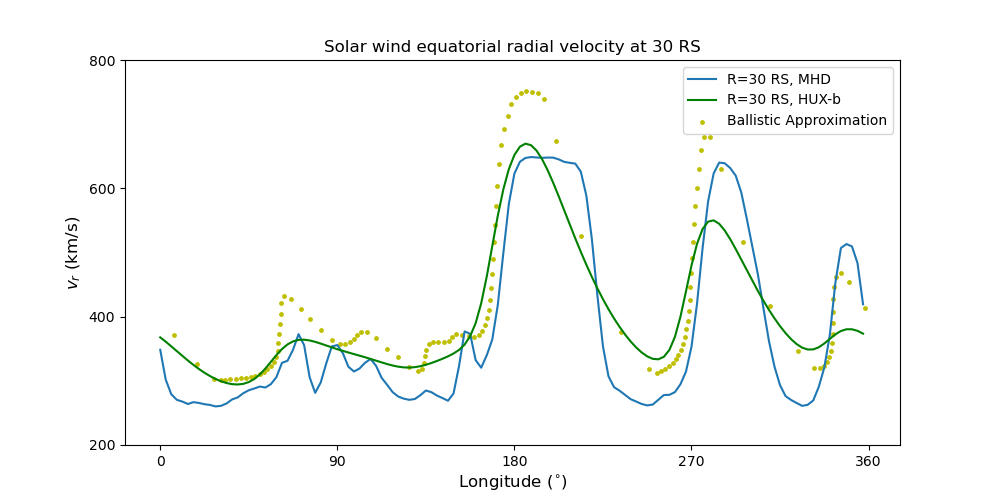 Solar wind equatorial radial velocity at 30 RS
800
600
400
200
v_r (km/s)
R=30 RS, MHD
R=30 RS, HUX-b
Ballistic Approximation
0 90 180 270 360
Longitude (°)